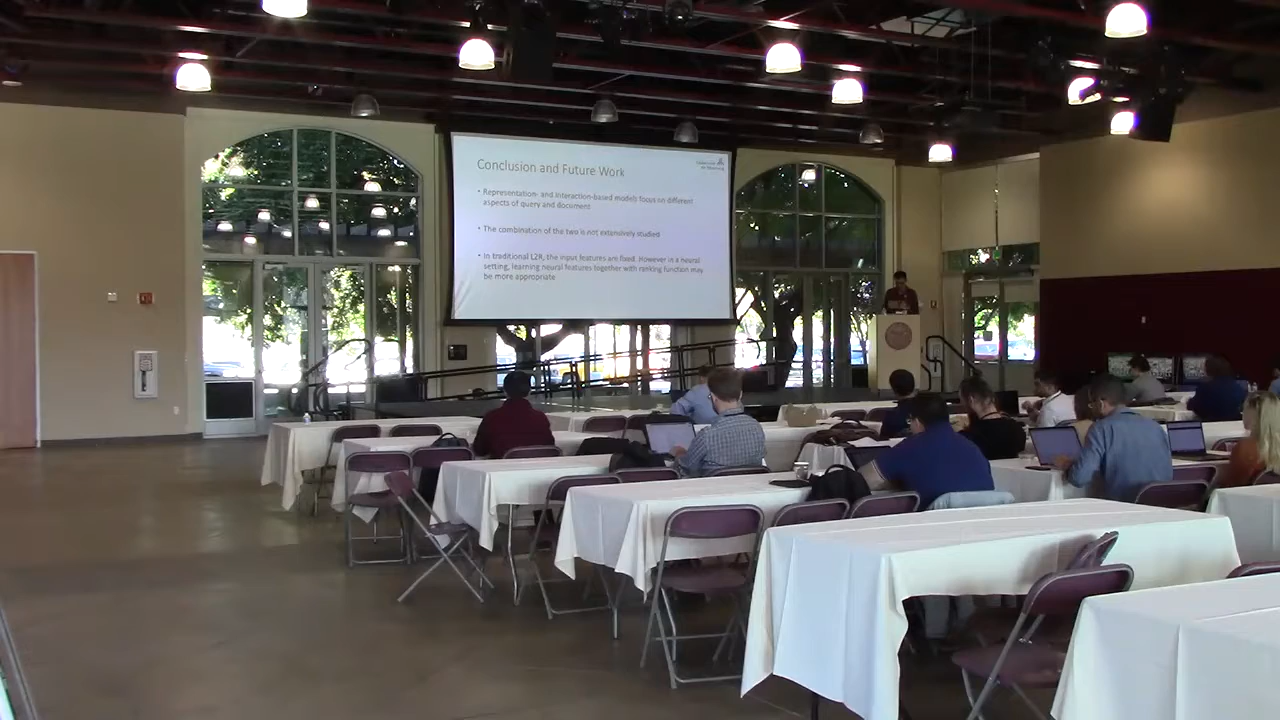 Conclusion and Future Work
• Representation- and interaction-based models focus on different
aspects of query and document
• The combination of the two is not extensively studied
• In traditional L2R, the input features are fixed. However in a neural
setting, learning neural features together with ranking function may
be more appropriate